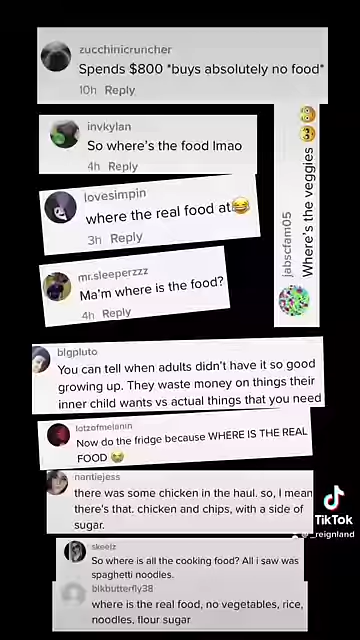 zucchinicruncher
Spends $800 *buys absolutely no food*
10h Reply
invkylan
So where's the food lmao
4h Reply
lovesimpin
where the real food at😂
3h Reply
jabscfam05
Where's the veggies 😳😳
mr.sleeperzzz
Ma'm where is the food?
4h Reply
blgpluto
You can tell when adults didn't have it so good
growing up. They waste money on things their
inner child wants vs actual things that you need
lotzofmelanin
Now do the fridge because WHERE IS THE REAL
FOOD 😭
nantiejess
there was some chicken in the haul. so, I mean
there's that. chicken and chips, with a side of
sugar.
TikTok
@_reignland
skeelz
So where is all the cooking food? All i saw was
spaghetti noodles.
blkbutterfly38
where is the real food, no vegetables, rice,
noodles, flour sugar